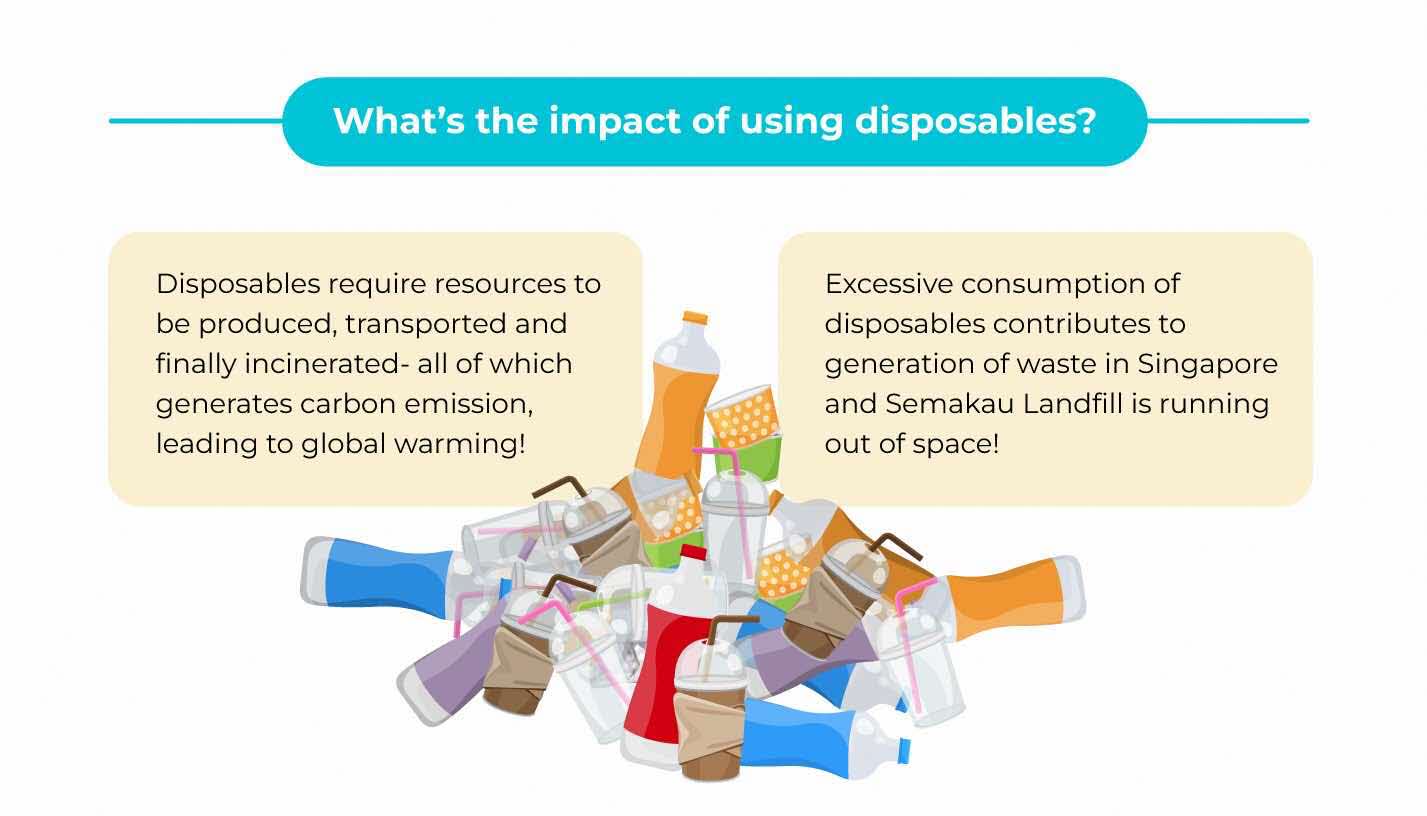 What’s the impact of using disposables?
Disposables require resources to
be produced, transported and
finally incinerated- all of which
generates carbon emission,
leading to global warming!
Excessive consumption of
disposables contributes to
generation of waste in Singapore
and Semakau Landfill is running
out of space!